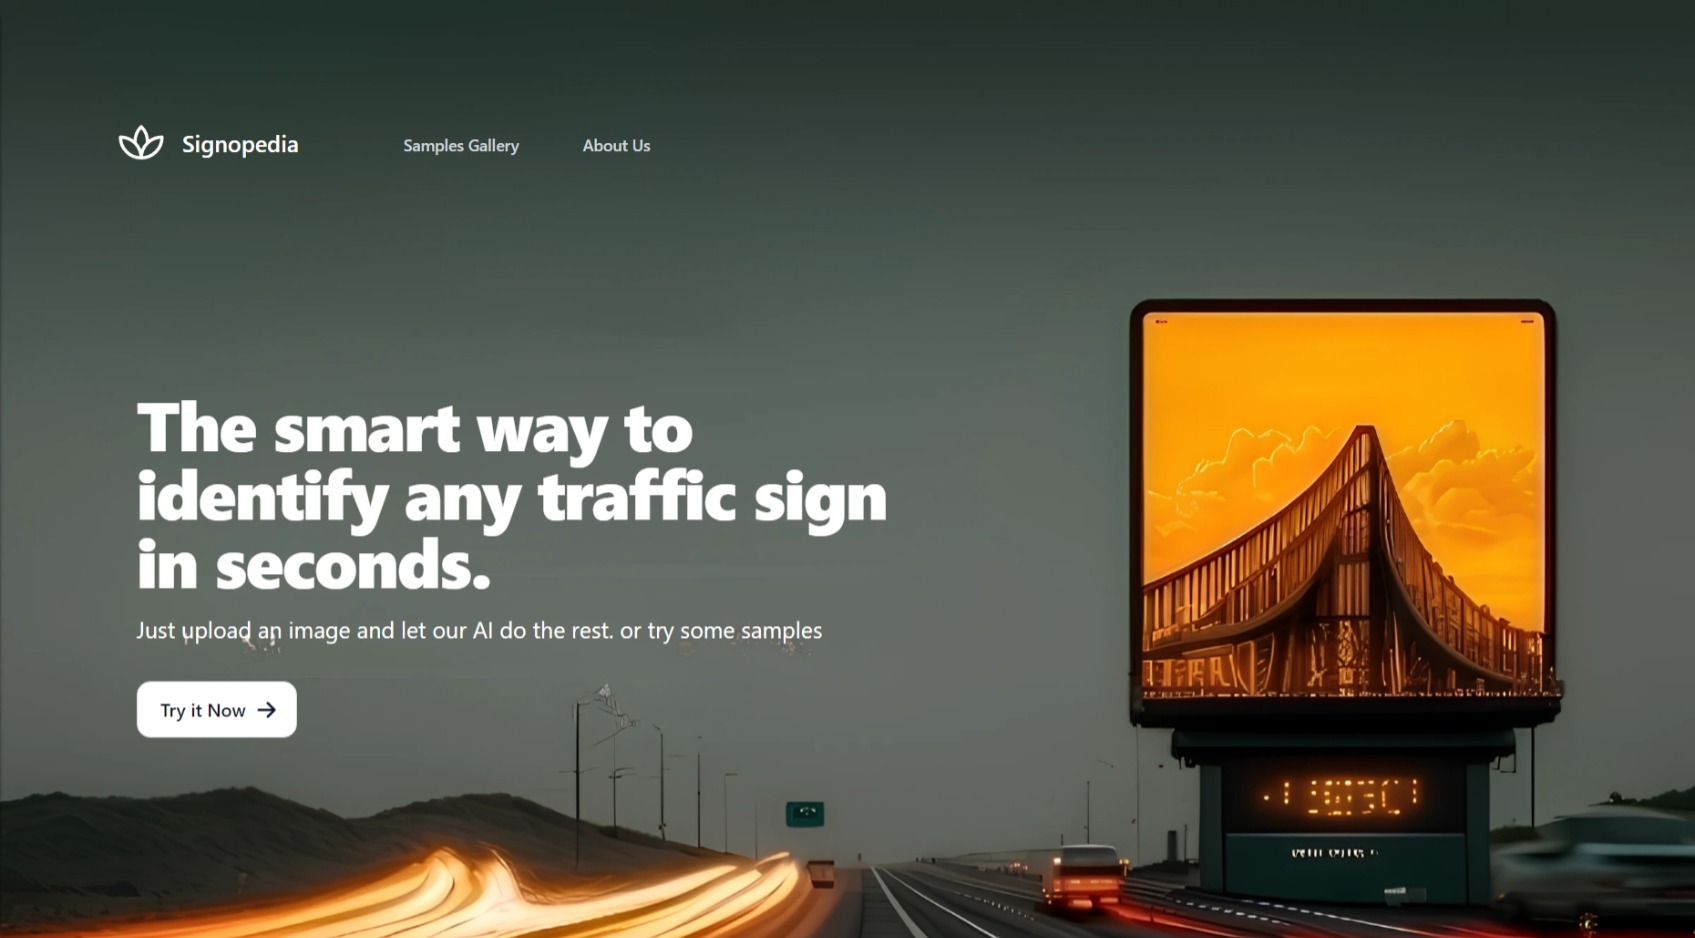 Signopedia
Samples Gallery
About Us
The smart way to
identify any traffic sign
in seconds.
Just upload an image and let our AI do the rest. or try some samples
Try it Now